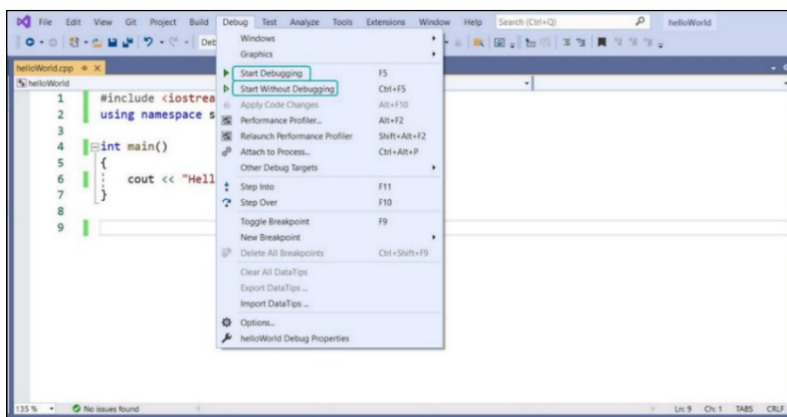 File Edit View Git Project Build Debug Test Analyze Tools Extensions Window Help Search (Ctrl+Q) helloWorld
Deb
helloWorld.cpp
helloWorld
1 #include <iostrea
2 using namespace s
3
4 int main()
5 {
6 cout << "Hell
7 }
8
9
Windows
Graphics
Start Debugging F5
Start Without Debugging Ctrl+F5
Apply Code Changes Alt+F10
Performance Profiler... Alt+F2
Relaunch Performance Profiler Shift+Alt+F2
Attach to Process... Ctrl+Alt+P
Other Debug Targets
Step Into F11
Step Over F10
Toggle Breakpoint F9
New Breakpoint
Delete All Breakpoints Ctrl+Shift+F9
Clear All DataTips
Export DataTips ...
Import DataTips ...
Options...
helloWorld Debug Properties
135 % No issues found Ln: 9 Ch: 1 TABS CRLF